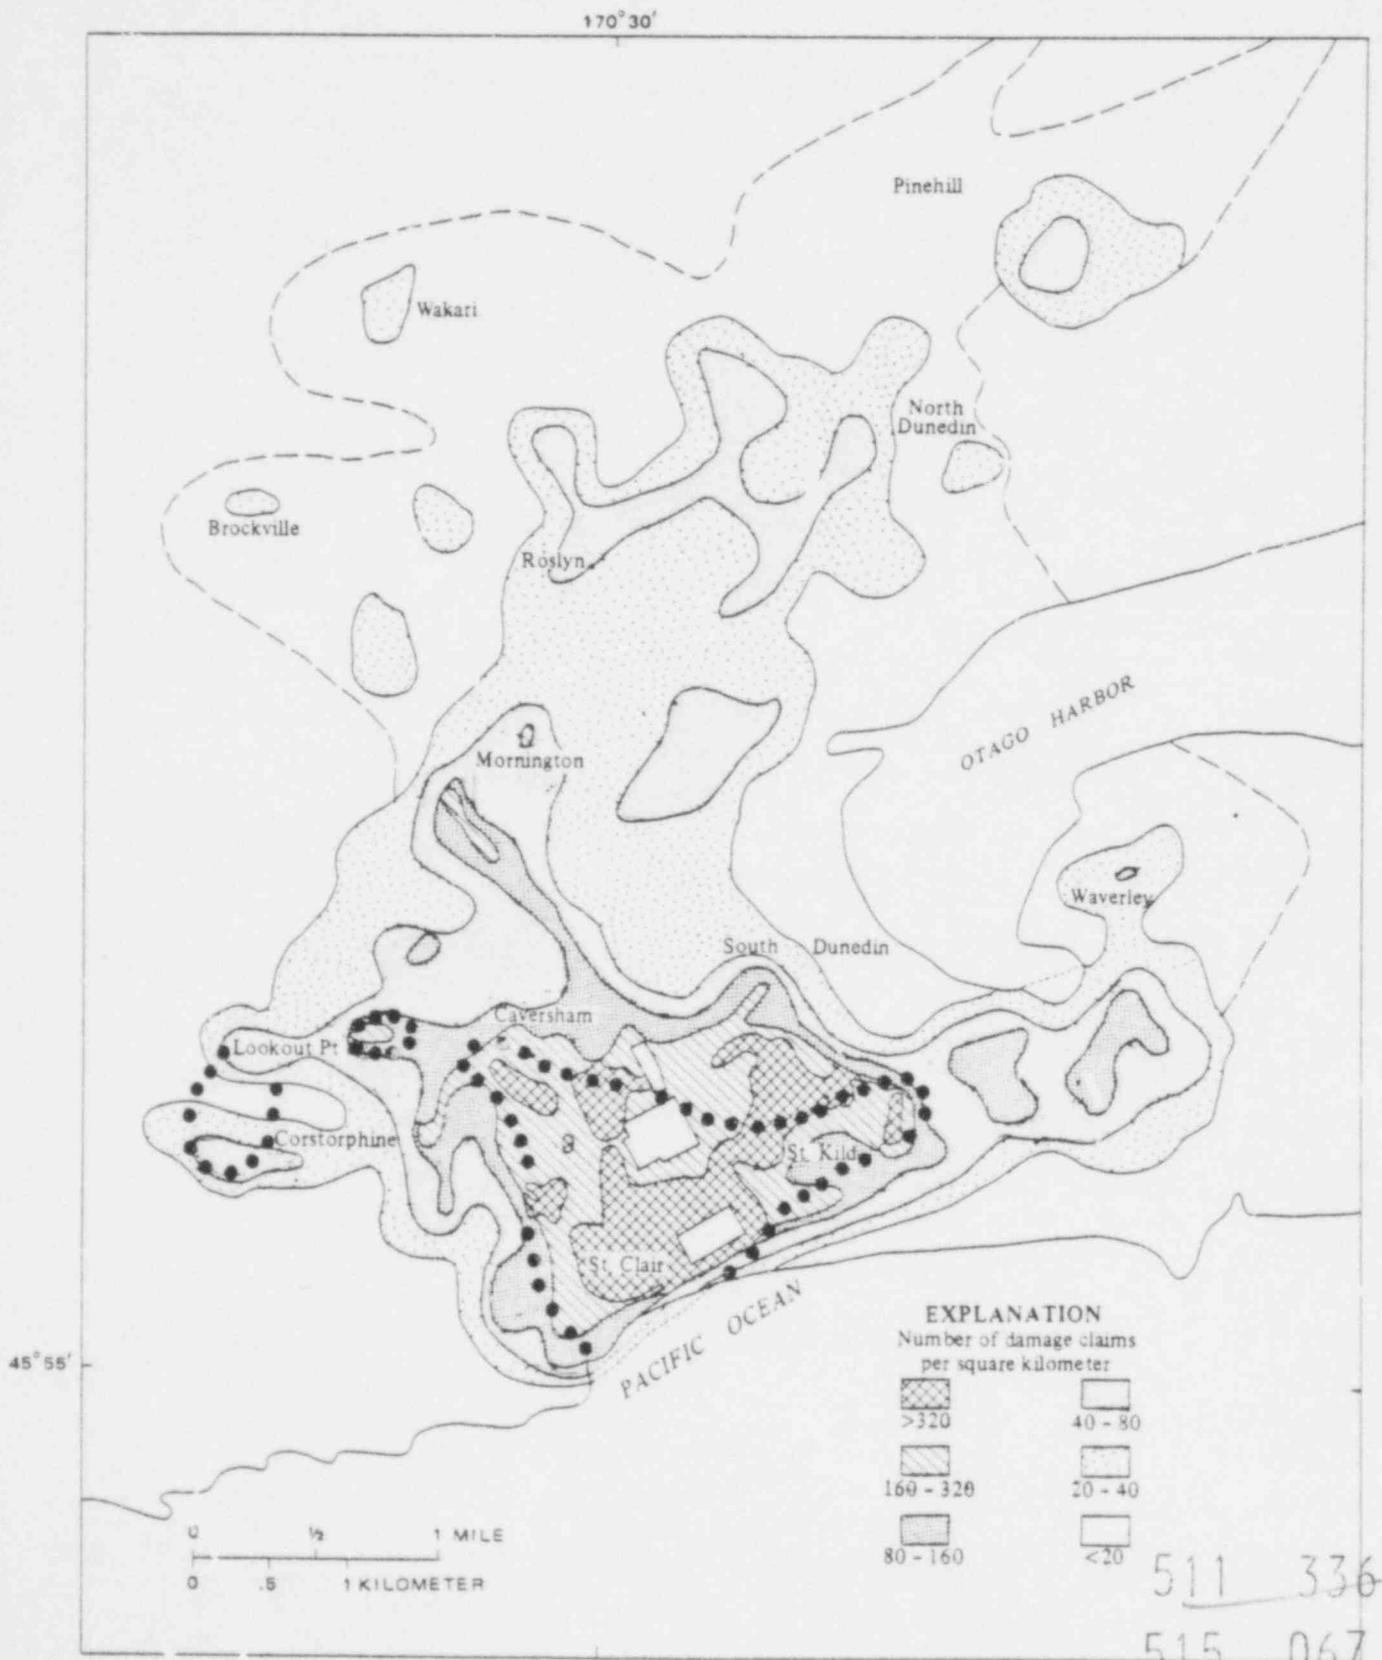 170°30'
Pinehill
Wakari
North
Dunedin
Brockville
Roslyn
OTAGO HARBOR
Mornington
Waverley
South Dunedin
Caversham
Lookout Pt
Corstorphine
St. Kild
St. Clair
PACIFIC OCEAN
45°55'
EXPLANATION
Number of damage claims
per square kilometer
>320
40 - 80
160 - 320
20 - 40
80 - 160
<20
0 ½ 1 MILE
0 .5 1 KILOMETER
511 336
515 067